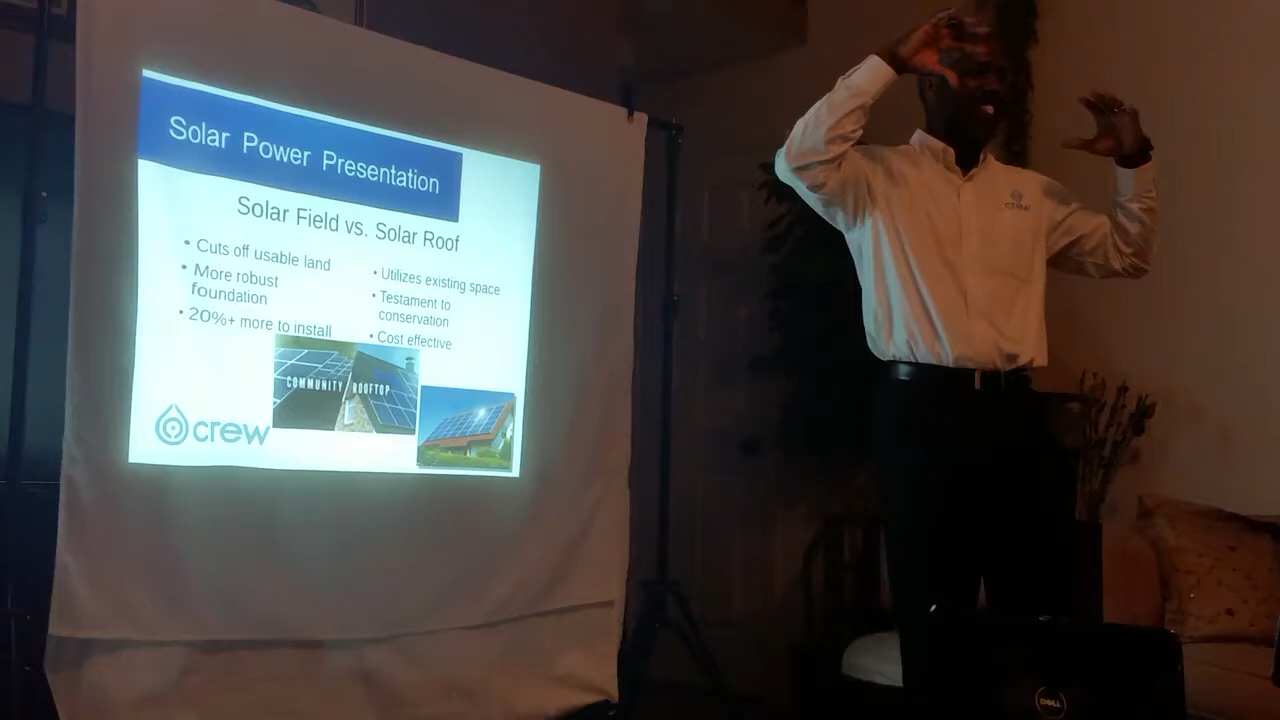 Solar Power Presentation
Solar Field vs. Solar Roof
• Cuts off usable land
• More robust
foundation
• 20%+ more to install
• Utilizes existing space
• Testament to
conservation
• Cost effective
COMMUNITY ROOFTOP
crew
crew
DELL